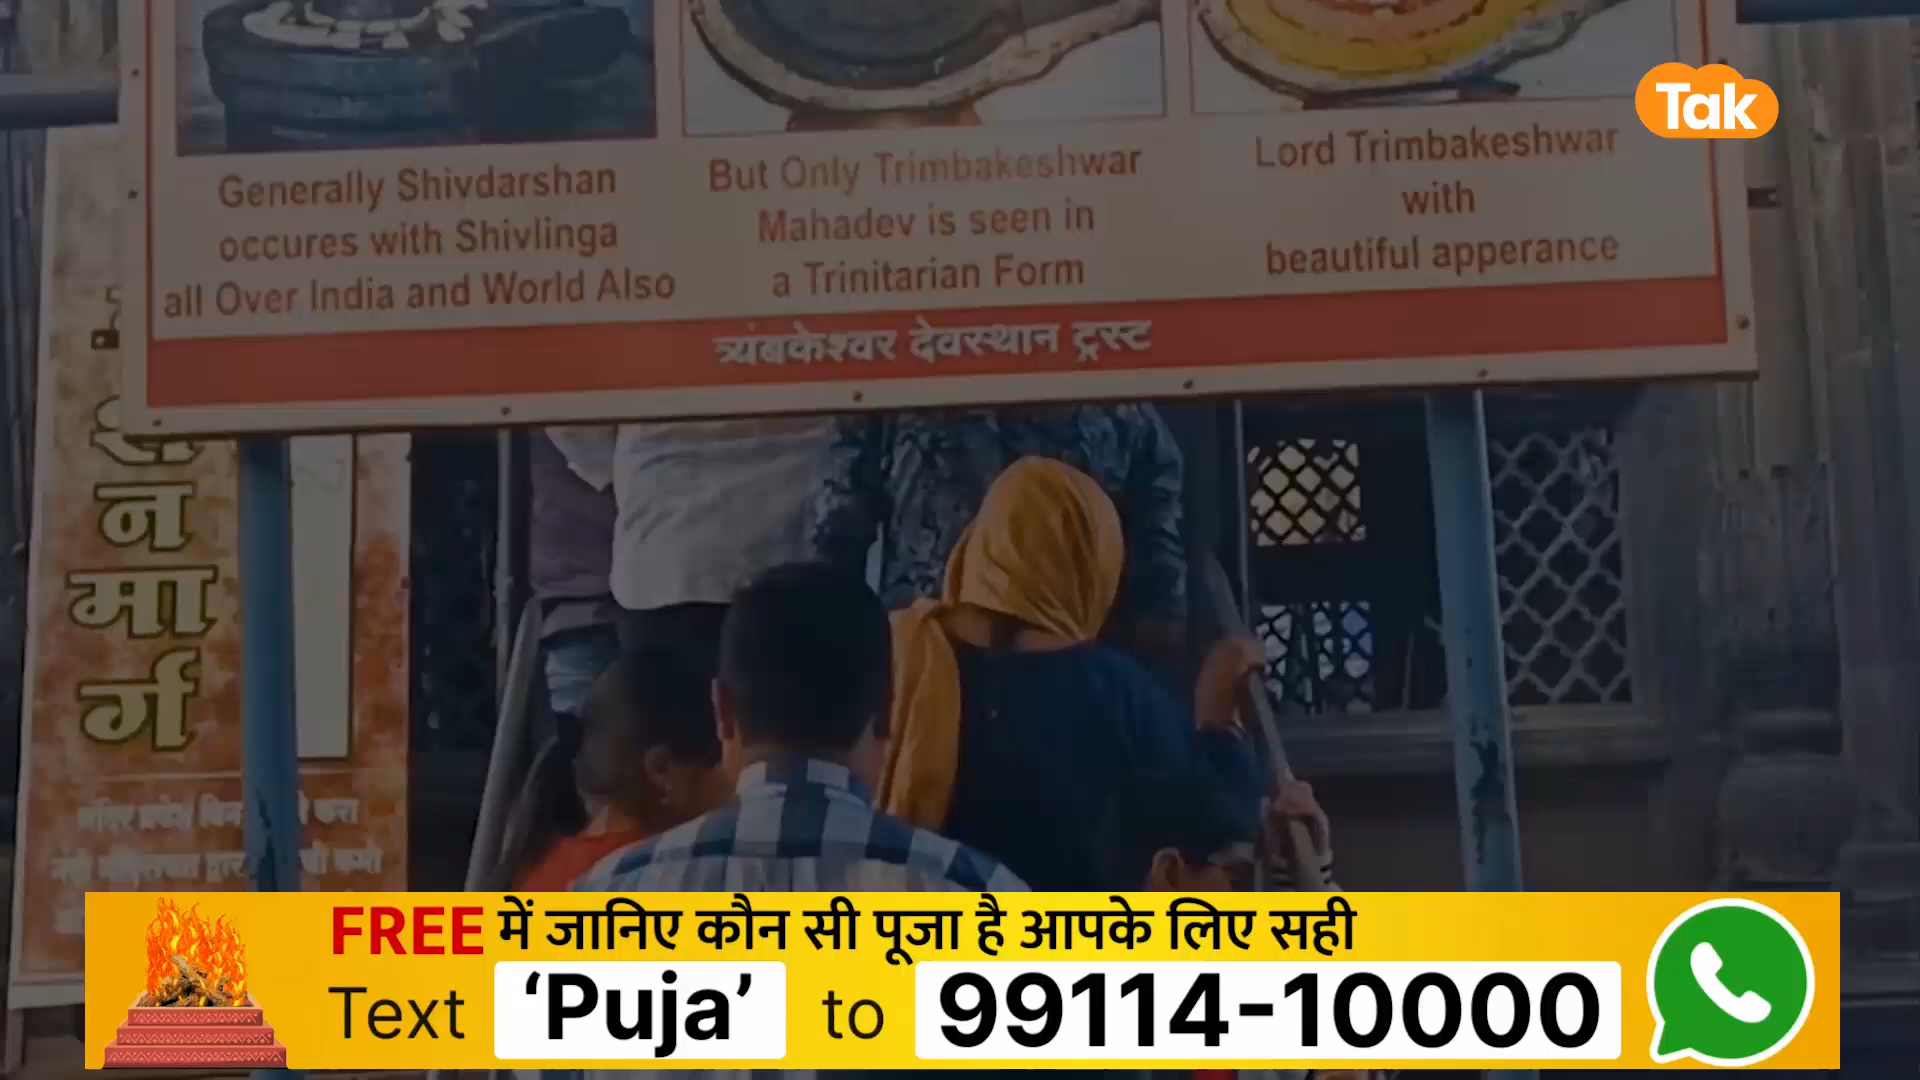 Tak
Generally Shivdarshan
occures with Shivlinga
all Over India and World Also
But Only Trimbakeshwar
Mahadev is seen in
a Trinitarian Form
Lord Trimbakeshwar
with
beautiful apperance
त्र्यंबकेश्वर देवस्थान ट्रस्ट
न
मा
र्ग
FREE में जानिए कौन सी पूजा है आपके लिए सही
Text 'Puja' to 99114-10000